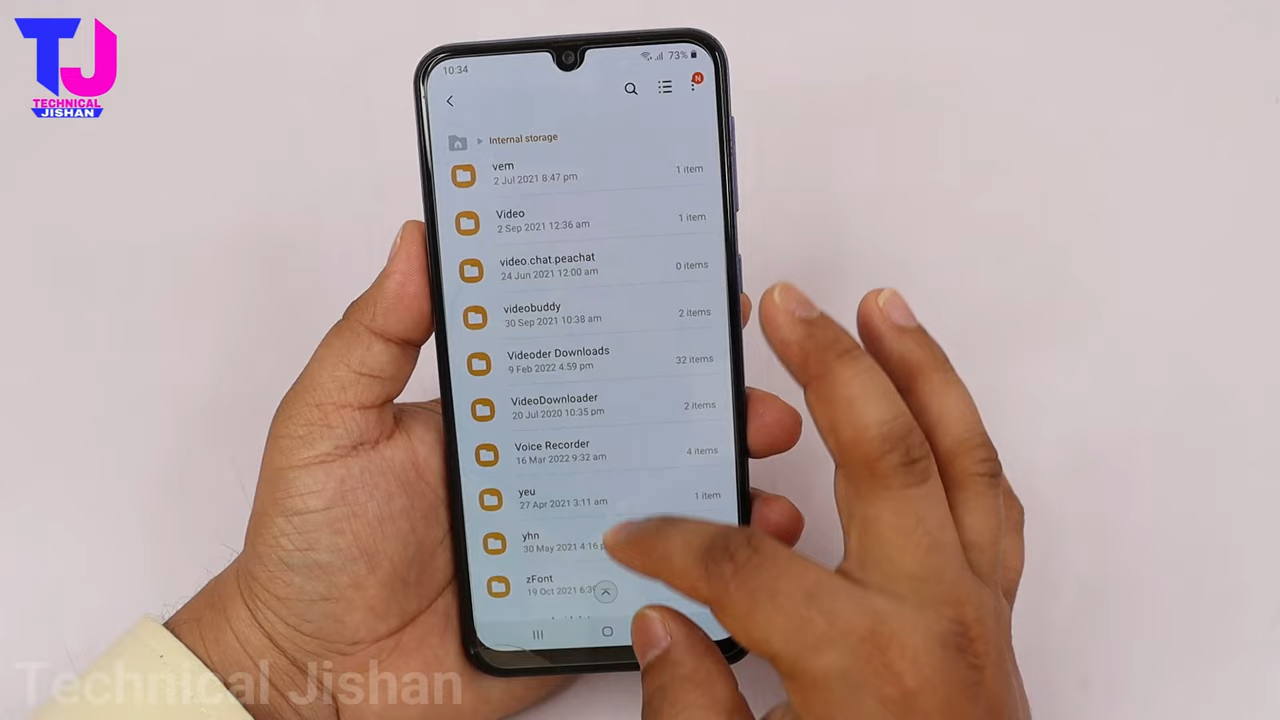 TJ
TECHNICAL
JISHAN
10:34
73%
N
Internal storage
vem
2 Jul 2021 8:47 pm
1 item
Video
2 Sep 2021 12:36 am
1 item
video.chat.peachat
24 Jun 2021 12:00 am
0 items
videobuddy
30 Sep 2021 10:38 am
2 items
Videoder Downloads
9 Feb 2022 4:59 pm
32 items
VideoDownloader
20 Jul 2020 10:35 pm
2 items
Voice Recorder
16 Mar 2022 9:32 am
4 items
yeu
27 Apr 2021 3:11 am
1 item
yhn
30 May 2021 4:16
zFont
19 Oct 2021
Technical Jishan